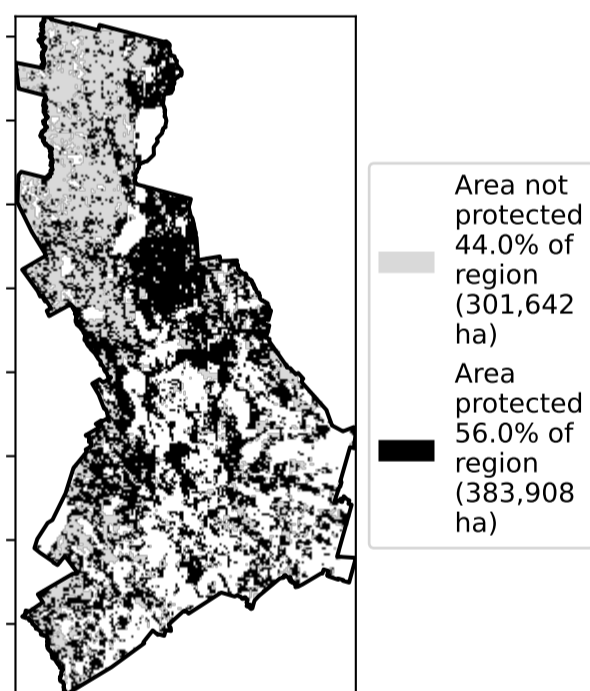 Area not
protected
44.0% of
region
(301,642
ha)
Area
protected
56.0% of
region
(383,908
ha)